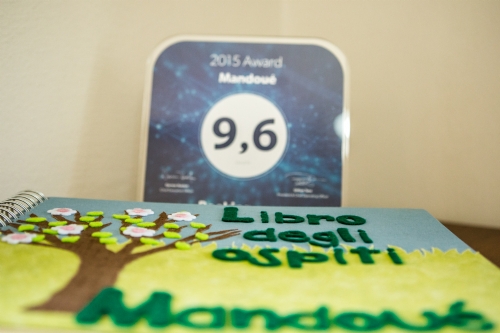 2015 Award
Mandoué
9,6
Libro
degli
ospiti
Mandoué